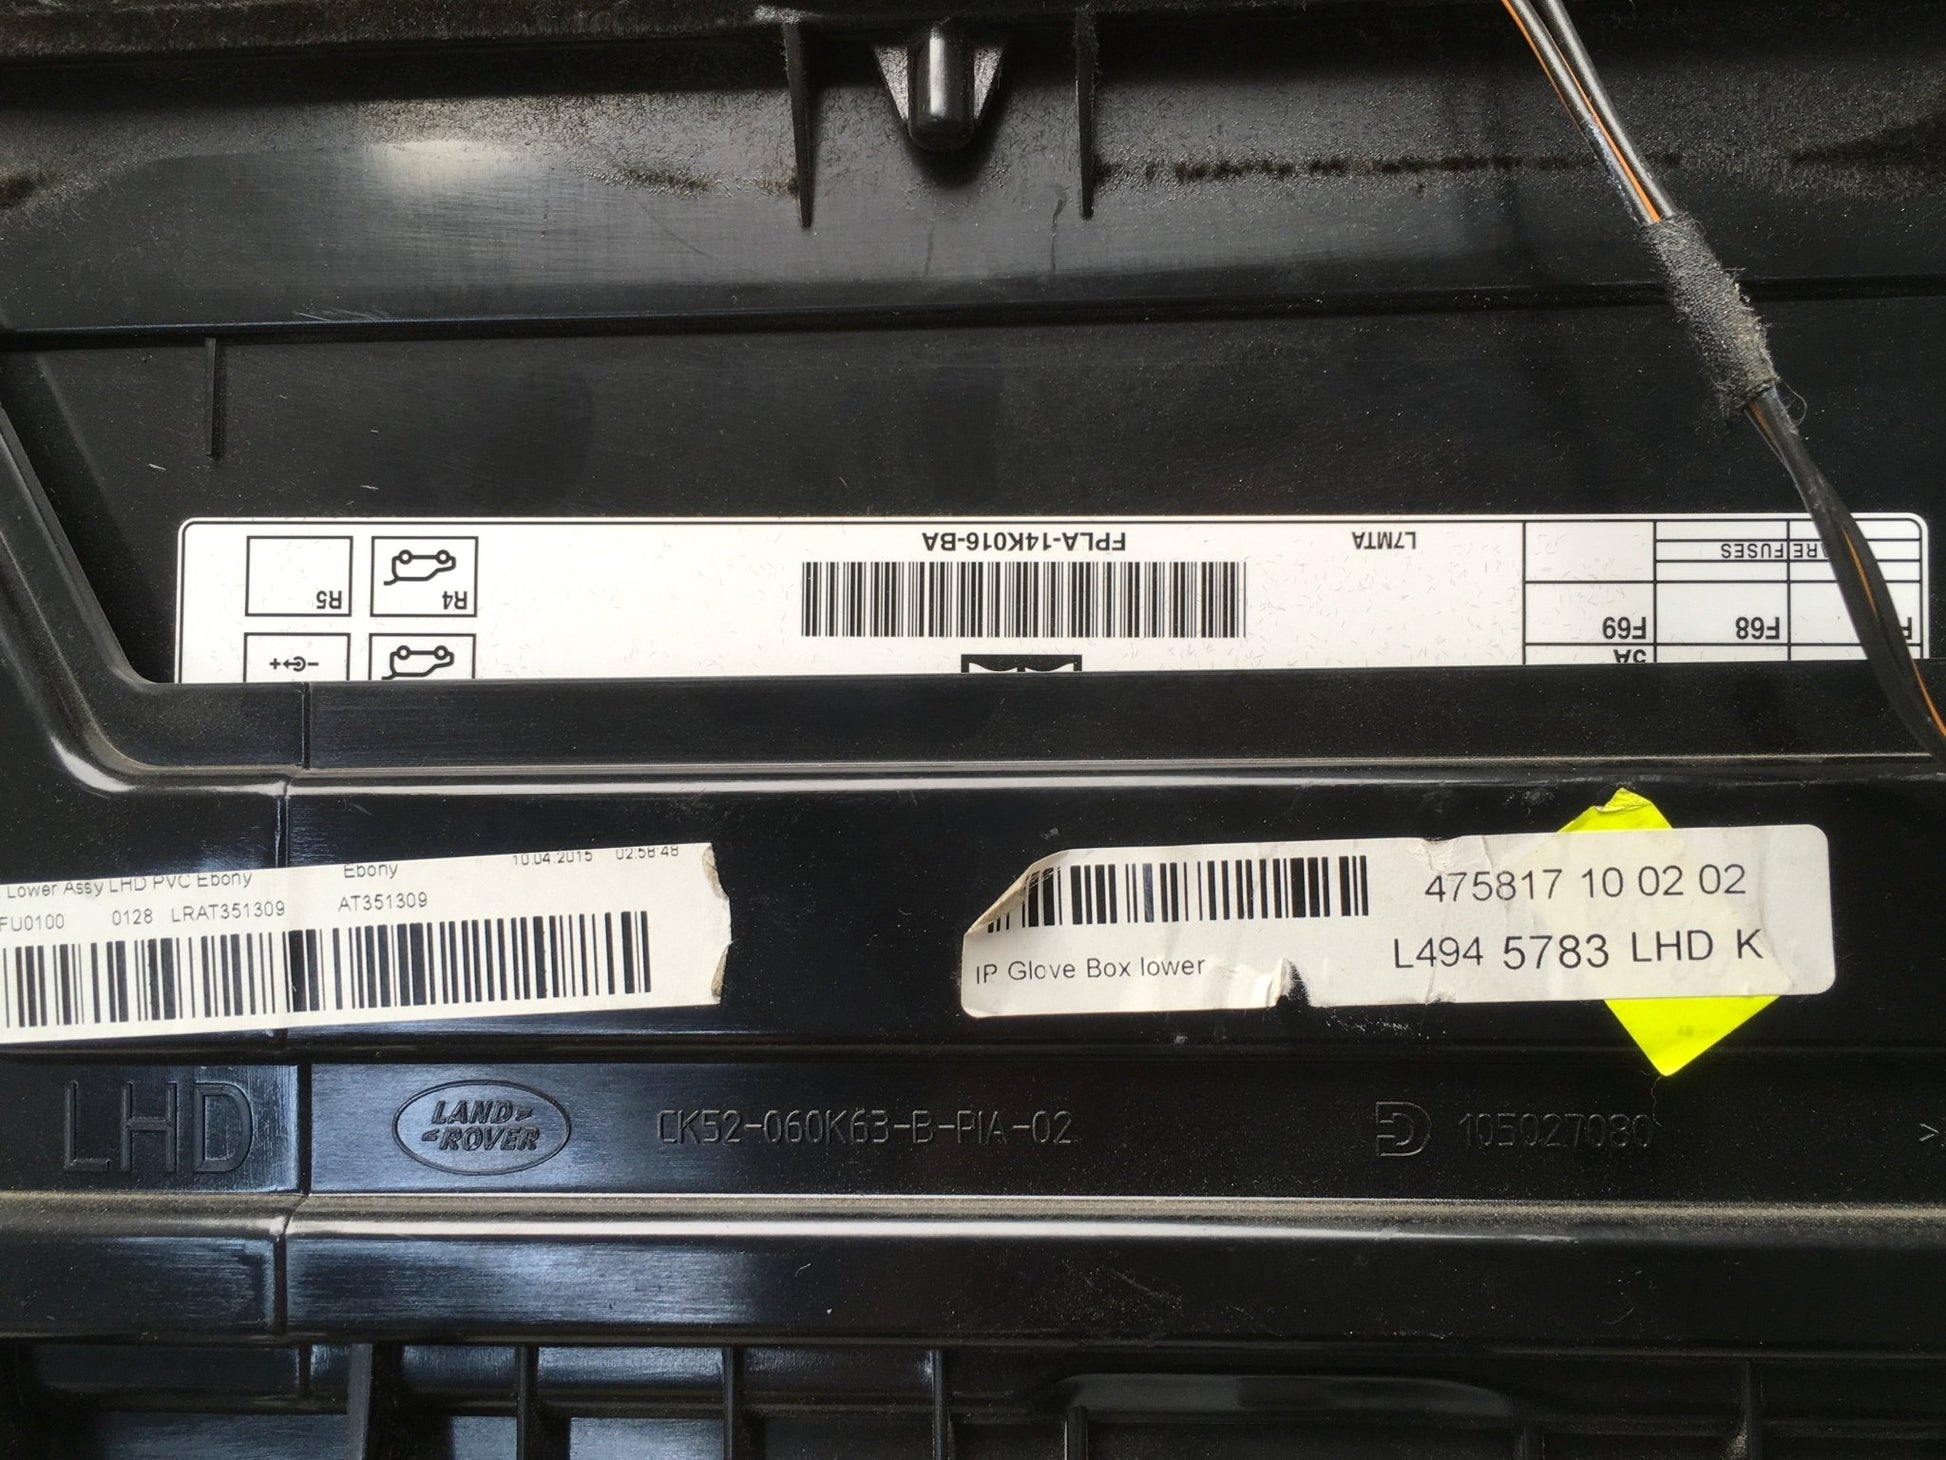 FPLA-14K016-BA
L7MTA
R5
R4
FUSES
F69
F68
5A
Lower Assy LHD PVC Ebony
Ebony
10.04.2015 02:58:48
FU0100 0128 LRAT351309 AT351309
475817 10 02 02
L494 5783 LHD K
IP Glove Box lower
LHD
LAND-
ROVER
CK52-060K63-B-PIA-02
105027080
>